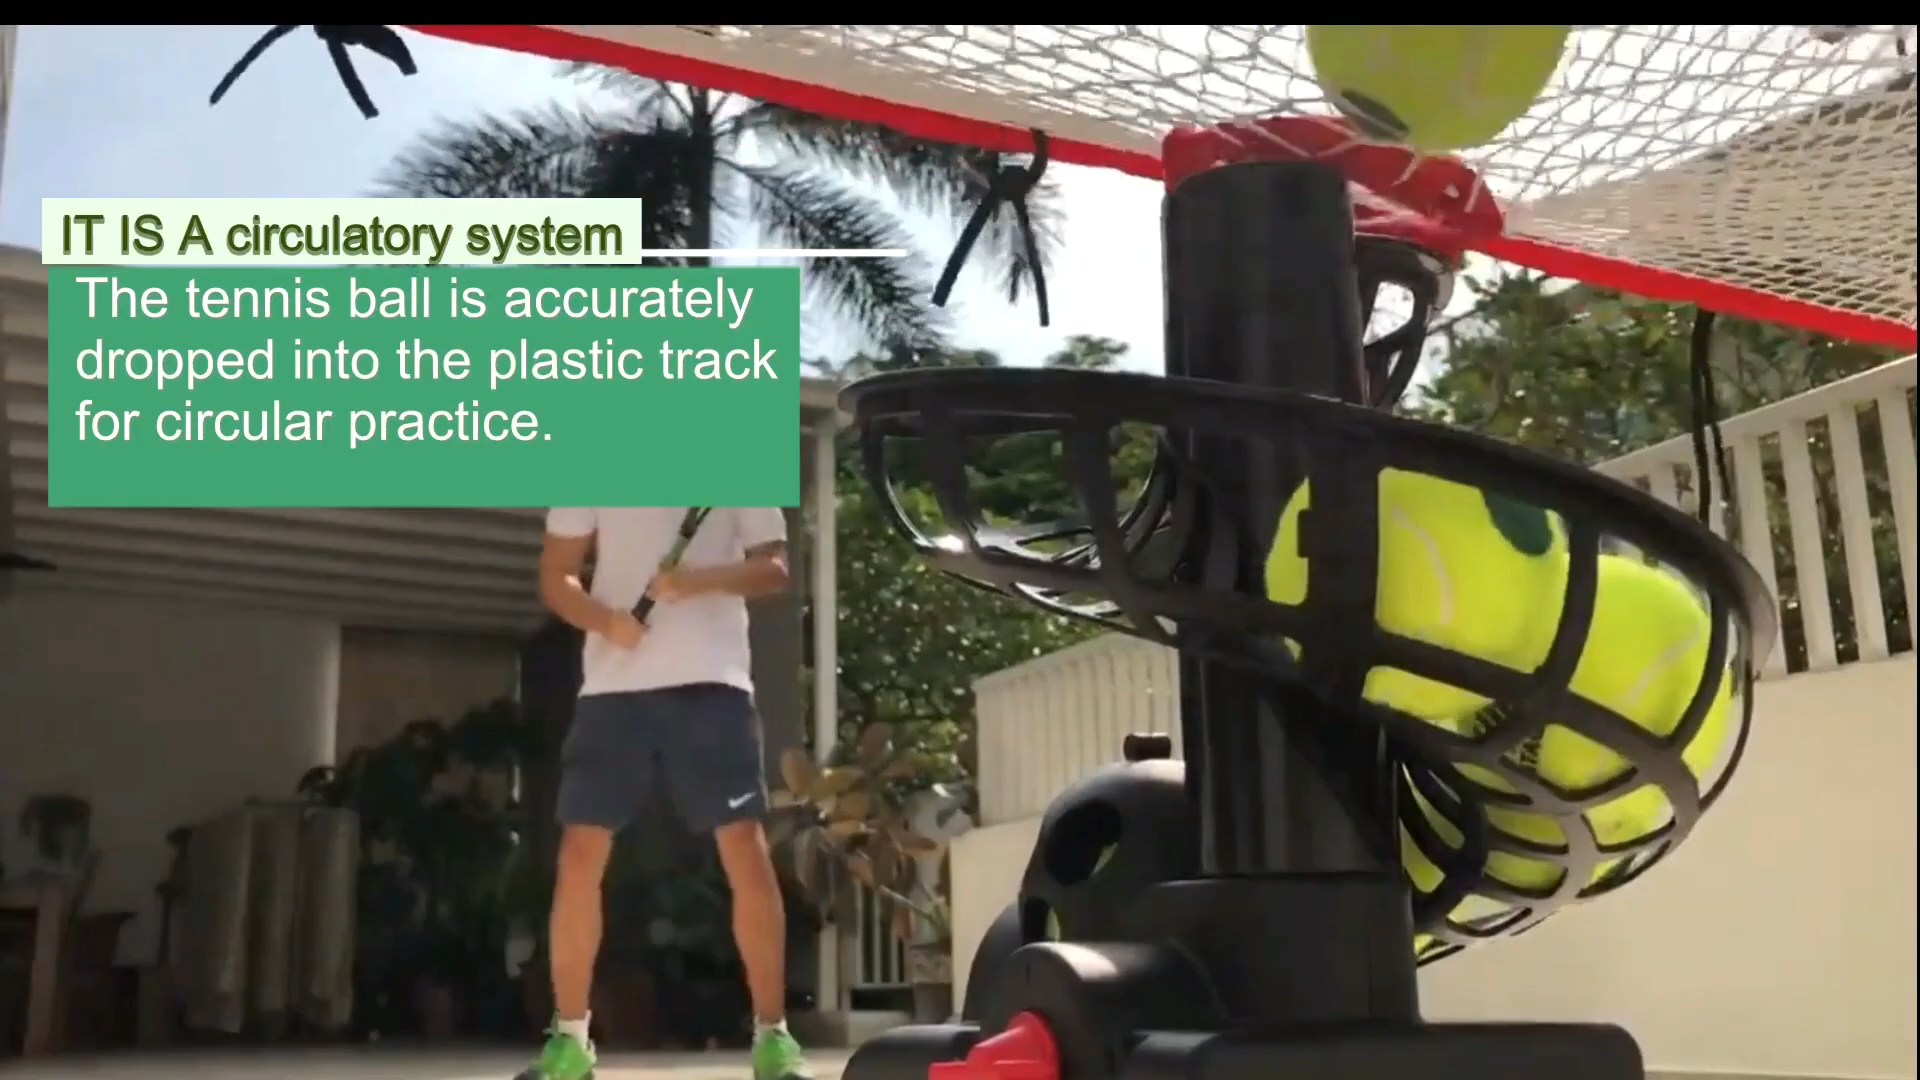 IT IS A circulatory system
The tennis ball is accurately
dropped into the plastic track
for circular practice.